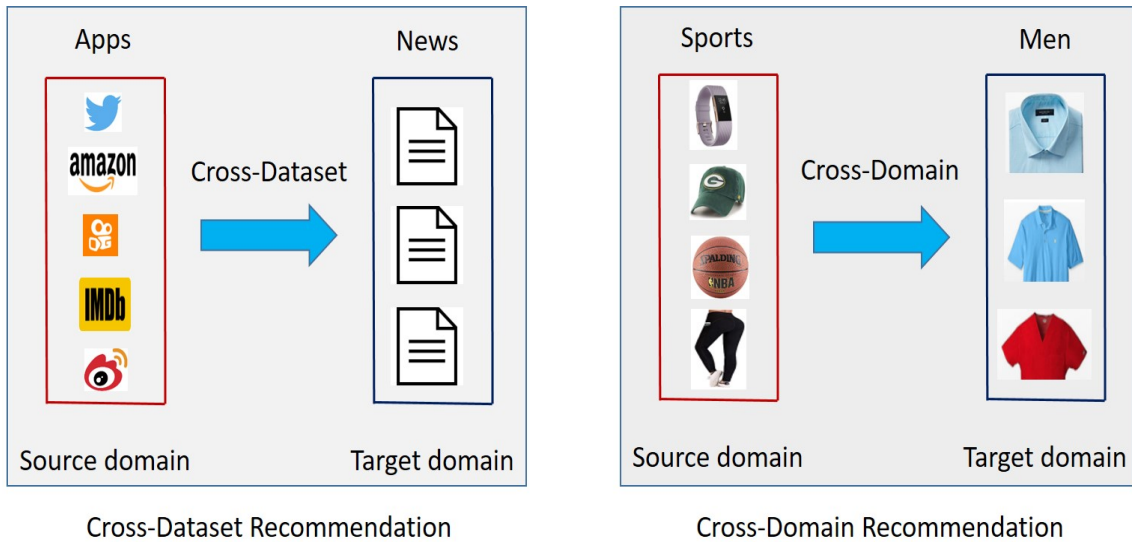 Apps
News
amazon
IMDb
Cross-Dataset
Source domain
Target domain
Cross-Dataset Recommendation
Sports
Men
G
SPALDING
NBA
Cross-Domain
Source domain
Target domain
Cross-Domain Recommendation